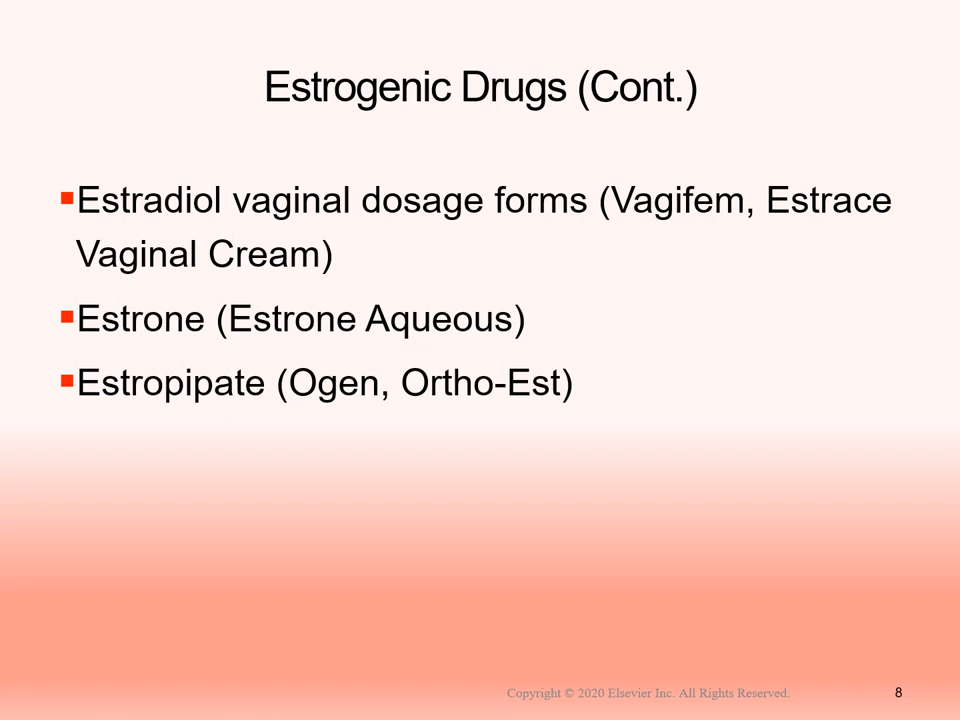 Estrogenic Drugs (Cont.)
▪Estradiol vaginal dosage forms (Vagifem, Estrace
Vaginal Cream)
▪Estrone (Estrone Aqueous)
▪Estropipate (Ogen, Ortho-Est)
Copyright © 2020 Elsevier Inc. All Rights Reserved.
8